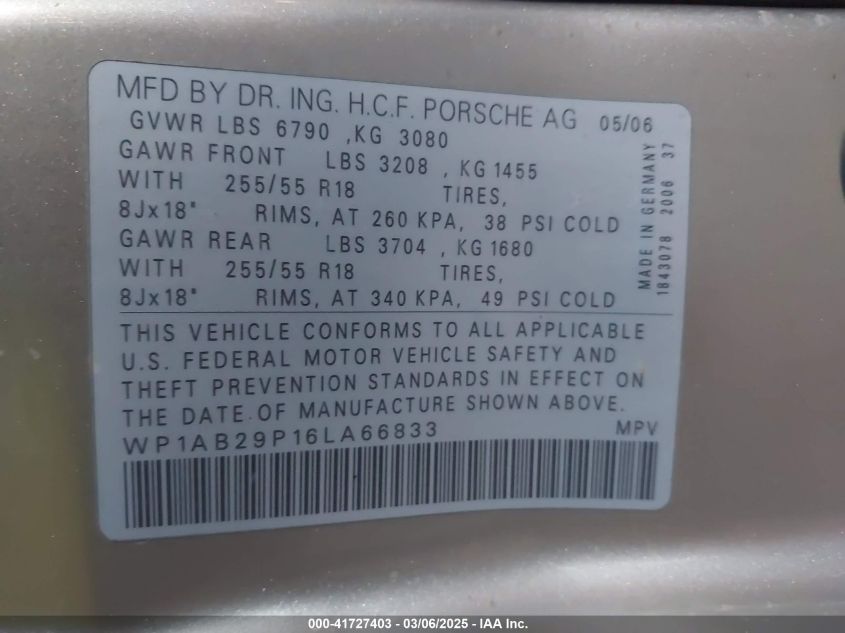 MFD BY DR. ING. H.C.F. PORSCHE AG 05/06
GVWR LBS 6790 ,KG 3080
GAWR FRONT LBS 3208 , KG 1455
WITH 255/55 R18 TIRES,
8Jx18" RIMS, AT 260 KPA, 38 PSI COLD
GAWR REAR LBS 3704 , KG 1680
WITH 255/55 R18 TIRES,
8Jx18" RIMS, AT 340 KPA, 49 PSI COLD
MADE IN GERMANY
1843078 2006 37
THIS VEHICLE CONFORMS TO ALL APPLICABLE
U.S. FEDERAL MOTOR VEHICLE SAFETY AND
THEFT PREVENTION STANDARDS IN EFFECT ON
THE DATE.OF MANUFACTURE SHOWN ABOVE.
WP1AB29P16LA66833 MPV
000-41727403 - 03/06/2025 - IAA Inc.